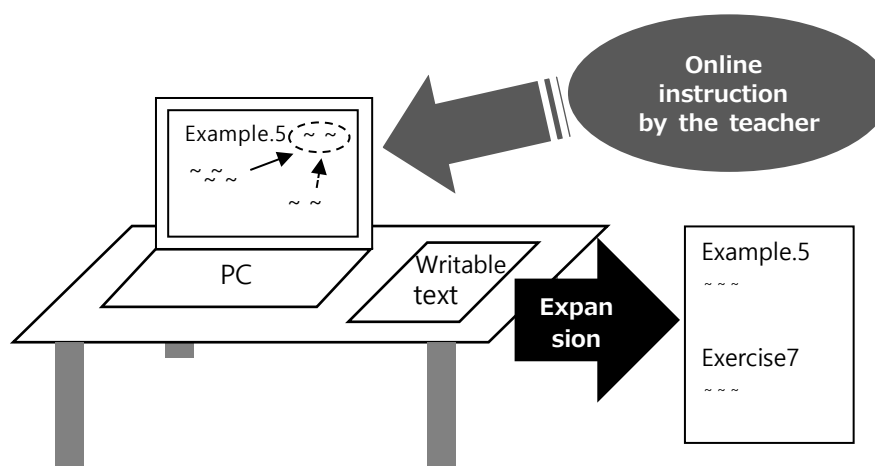 Online
instruction
by the teacher
Example.5 ~ ~
~ ~
~ ~
~ ~
PC
Writable
text
Expan
sion
Example.5
~ ~ ~
Exercise7
~ ~ ~